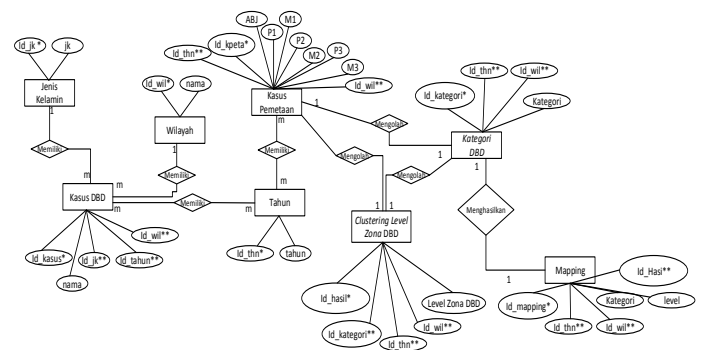 ABJ
M1
Id_jk *
jk
P1
P2
Id_kpeta*
Id_thn**
P3
M2
M3
Id_wil**
Jenis
Kelamin
Id_wil*
nama
Kasus
Pemetaan
Id_thn**
Id_wil**
Id_kategori*
Kategori
1
1
m
Mengolah
Wilayah
Memiliki
1
Memiliki
Memiliki
Mengolah
1
Kategori
DBD
1
Mengolah
m
m
m
m
Kasus DBD
m
Memiliki
m
Tahun
1
1
Menghasilkan
Id_wil**
Id_kasus*
Id_jk**
Id_tahun**
nama
Id_thn*
tahun
Clustering Level
Zona DBD
1
Mapping
Id_Hasi**
Id_hasil*
Level Zona DBD
Id_mapping*
Kategori
level
Id_kategori**
Id_wil**
Id_thn**
Id_thn**
Id_wil**